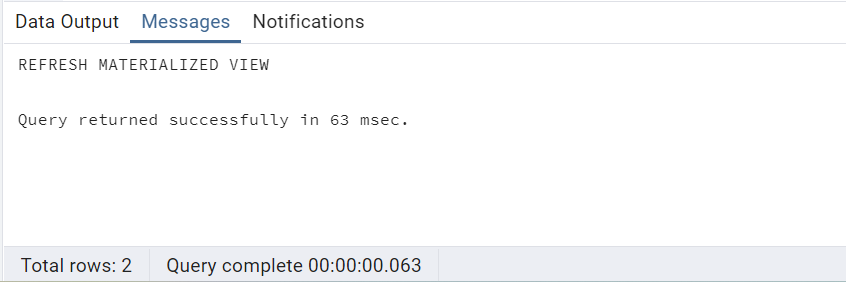 Data Output Messages Notifications
REFRESH MATERIALIZED VIEW
Query returned successfully in 63 msec.
Total rows: 2 Query complete 00:00:00.063